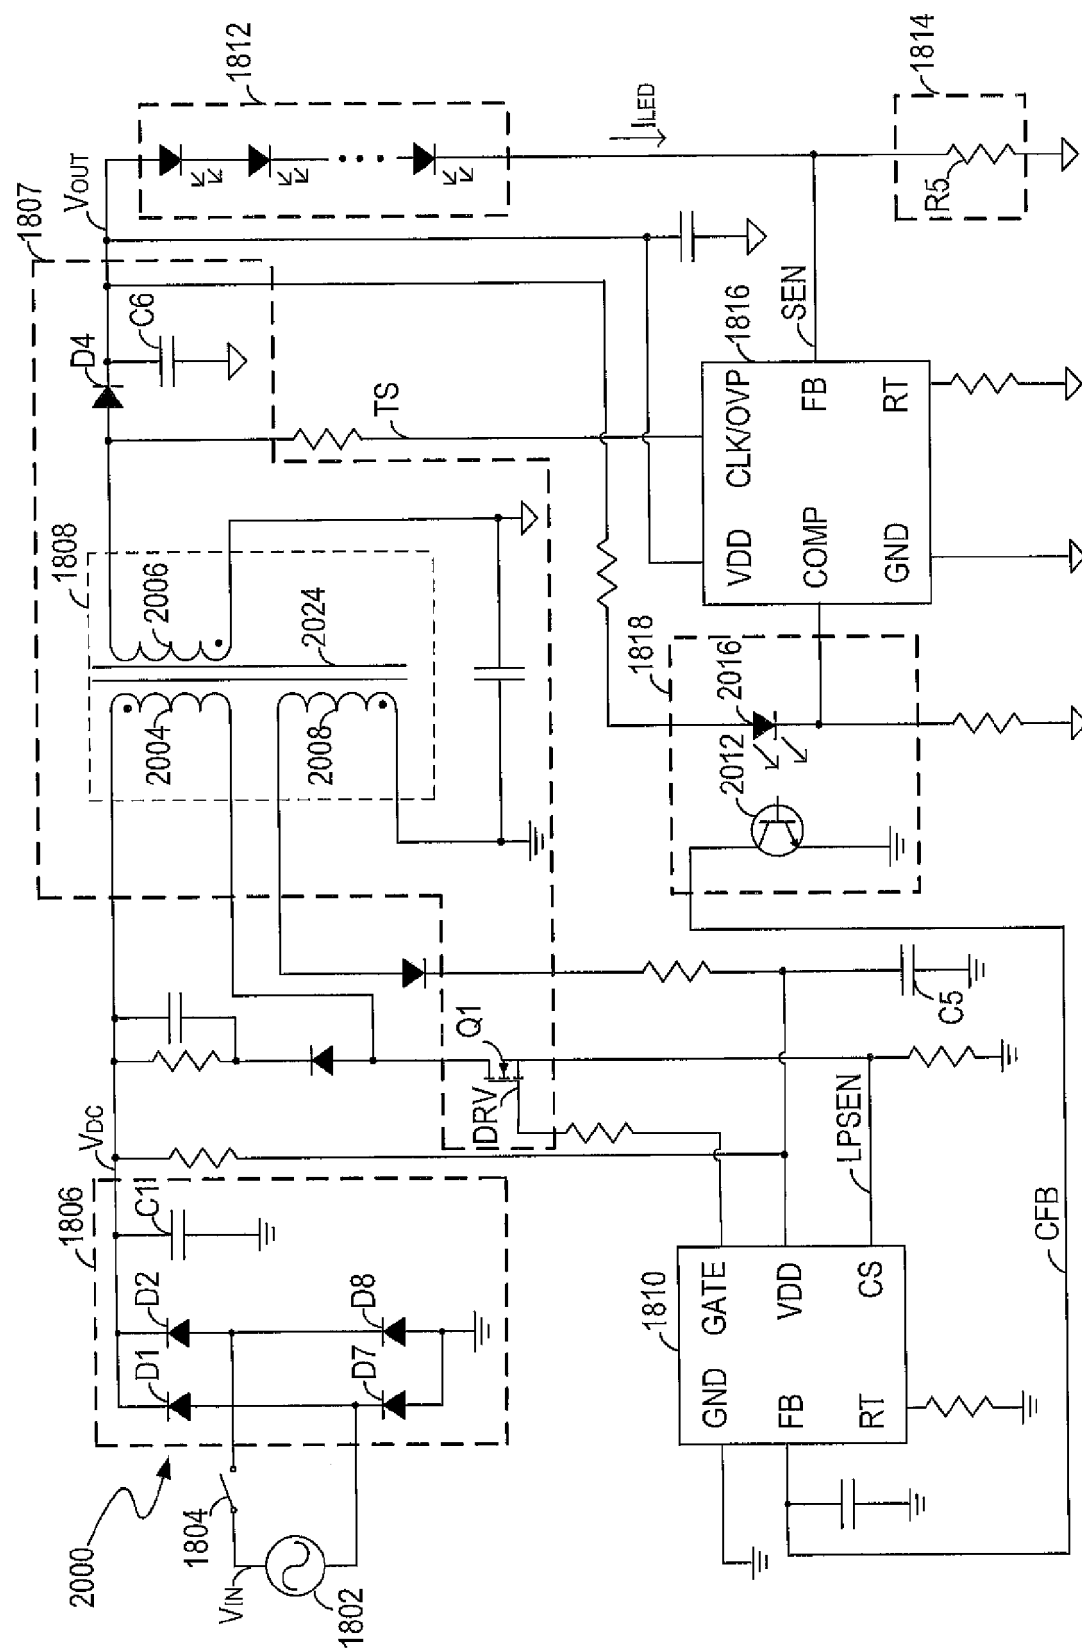 2000
1804
VIN
1802
1806
D1
D2
C1
D7
D8
VDC
1807
1808
2004
2006
2008
2024
D4
C6
VOUT
1812
ILED
Q1
DRV
TS
1810
GND
GATE
FB
VDD
RT
CS
LPSEN
C5
CFB
1818
2012
2016
1816
VDD
CLK/OVP
COMP
FB
GND
RT
SEN
R5
1814